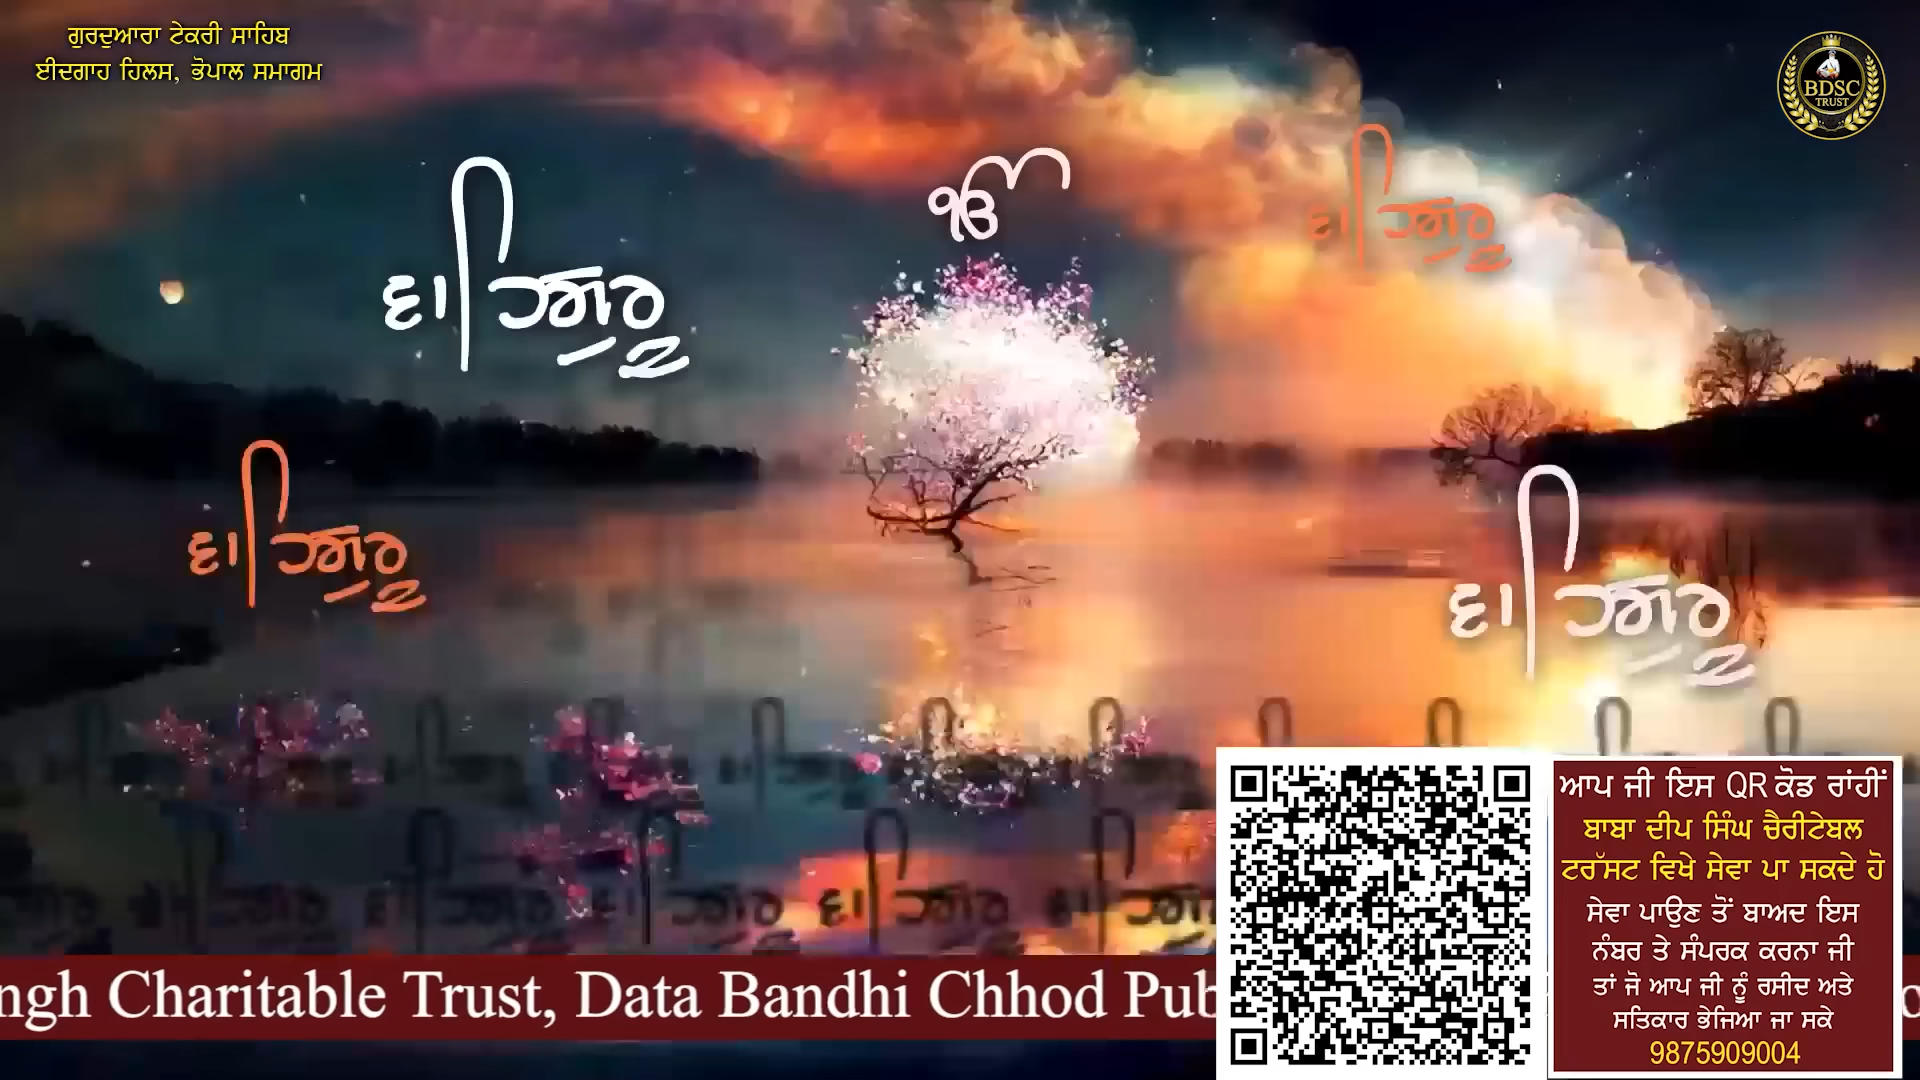 ਗੁਰਦੁਆਰਾ ਟੇਕਰੀ ਸਾਹਿਬ
ਈਦਗਾਹ ਹਿਲਸ, ਭੋਪਾਲ ਸਮਾਗਮ
BDSC
TRUST
ੴ
ਵਾਹਿਗੁਰੂ
ਵਾਹਿਗੁਰੂ
ਵਾਹਿਗੁਰੂ
ਵਾਹਿਗੁਰੂ
ਆਪ ਜੀ ਇਸ QR ਕੋਡ ਰਾਂਹੀਂ
ਬਾਬਾ ਦੀਪ ਸਿੰਘ ਚੈਰੀਟੇਬਲ
ਟਰੱਸਟ ਵਿਖੇ ਸੇਵਾ ਪਾ ਸਕਦੇ ਹੋ
ਸੇਵਾ ਪਾਉਣ ਤੋਂ ਬਾਅਦ ਇਸ
ਨੰਬਰ ਤੇ ਸੰਪਰਕ ਕਰਨਾ ਜੀ
ਤਾਂ ਜੋ ਆਪ ਜੀ ਨੂੰ ਰਸੀਦ ਅਤੇ
ਸਤਿਕਾਰ ਭੇਜਿਆ ਜਾ ਸਕੇ
9875909004
ngh Charitable Trust, Data Bandhi Chhod Pub